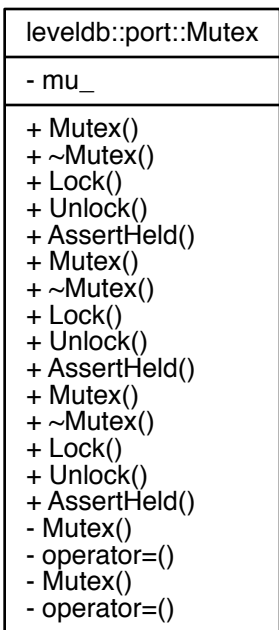 leveldb::port::Mutex
- mu_
+ Mutex()
+ ~Mutex()
+ Lock()
+ Unlock()
+ AssertHeld()
+ Mutex()
+ ~Mutex()
+ Lock()
+ Unlock()
+ AssertHeld()
+ Mutex()
+ ~Mutex()
+ Lock()
+ Unlock()
+ AssertHeld()
- Mutex()
- operator=()
- Mutex()
- operator=()